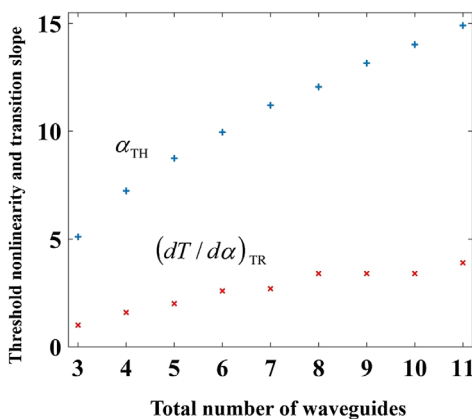 Threshold nonlinearity and transition slope
15
10
5
0
α_TH
(dT / dα)_TR
3 4 5 6 7 8 9 10 11
Total number of waveguides